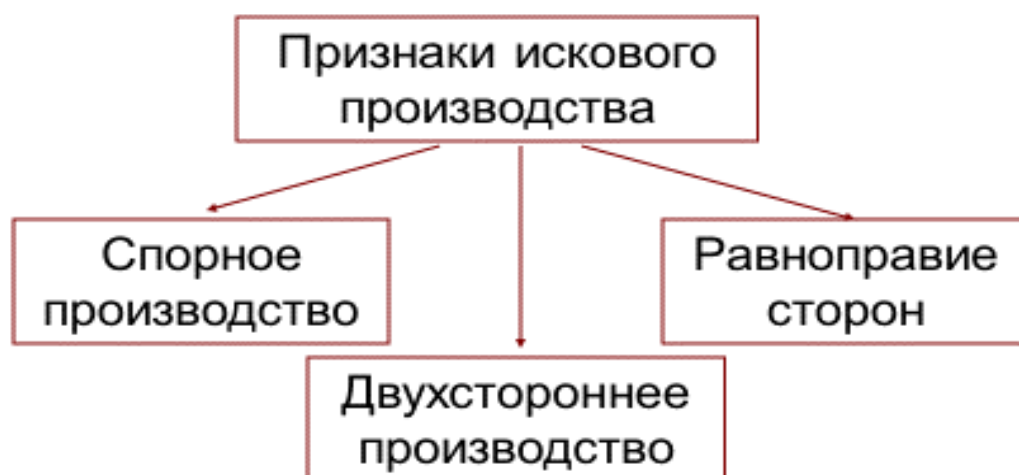 Признаки искового
производства
Спорное
производство
Равноправие
сторон
Двухстороннее
производство